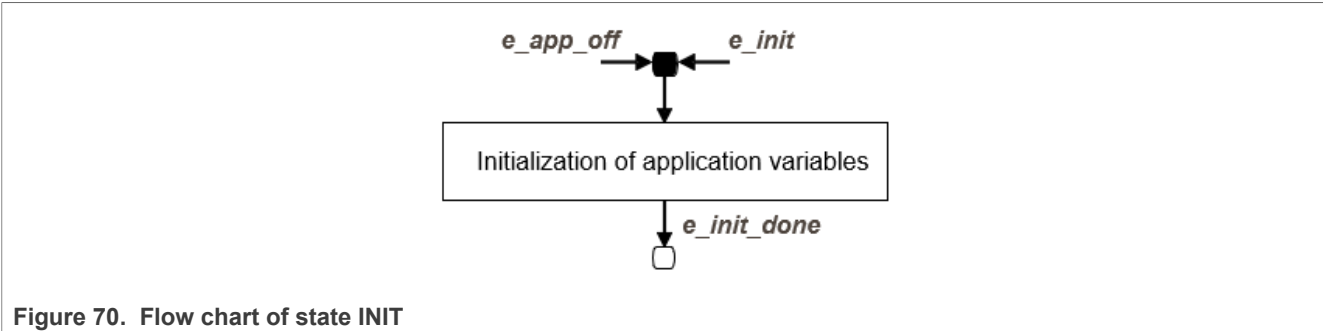 e_app_off
e_init
Initialization of application variables
e_init_done
Figure 70. Flow chart of state INIT